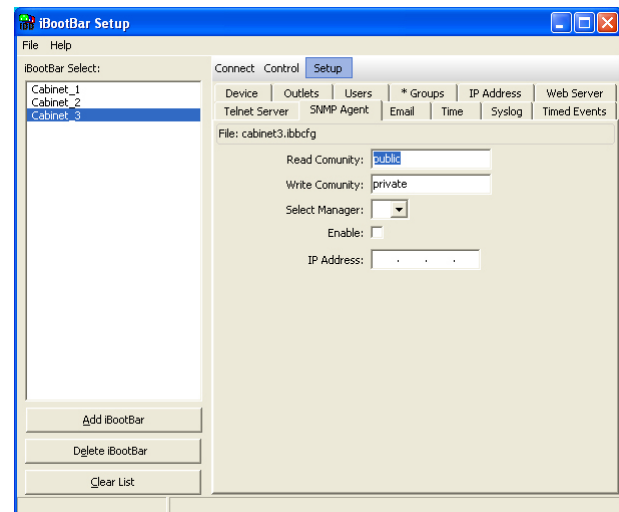 iBootBar Setup
File Help
iBootBar Select:
Cabinet_1
Cabinet_2
Cabinet_3
Add iBootBar
Delete iBootBar
Clear List
Connect Control Setup
Device Outlets Users * Groups IP Address Web Server
Telnet Server SNMP Agent Email Time Syslog Timed Events
File: cabinet3.ibbcfg
Read Comunity: public
Write Comunity: private
Select Manager:
Enable:
IP Address: . . .